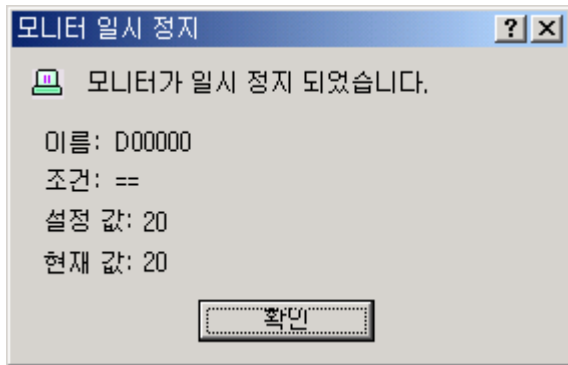 모니터 일시 정지
모니터가 일시 정지 되었습니다.
이름: D00000
조건: ==
설정 값: 20
현재 값: 20
확인